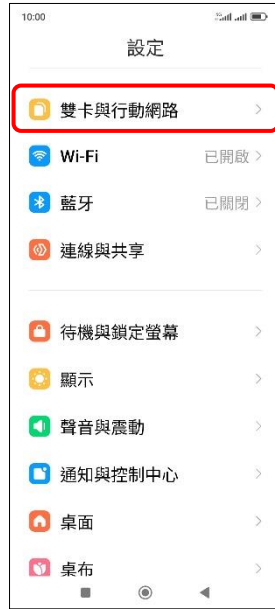 10:00
設定
雙卡與行動網路
Wi-Fi 已開啟
藍牙 已關閉
連線與共享
待機與鎖定螢幕
顯示
聲音與震動
通知與控制中心
桌面
桌布